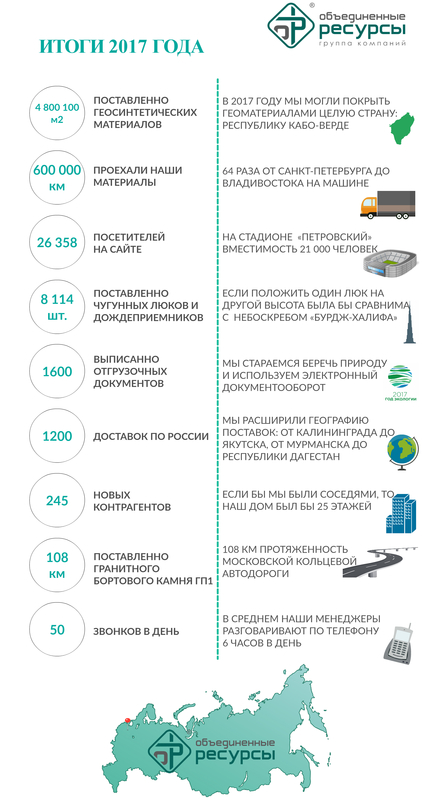 ®
объединенные
ресурсы
группа компаний
ИТОГИ 2017 ГОДА
4 800 100
м2
ПОСТАВЛЕННО
ГЕОСИНТЕТИЧЕСКИХ
МАТЕРИАЛОВ
В 2017 ГОДУ МЫ МОГЛИ ПОКРЫТЬ
ГЕОМАТЕРИАЛАМИ ЦЕЛУЮ СТРАНУ:
РЕСПУБЛИКУ КАБО-ВЕРДЕ
600 000
км
ПРОЕХАЛИ НАШИ
МАТЕРИАЛЫ
64 РАЗА ОТ САНКТ-ПЕТЕРБУРГА ДО
ВЛАДИВОСТОКА НА МАШИНЕ
26 358
ПОСЕТИТЕЛЕЙ
НА САЙТЕ
НА СТАДИОНЕ «ПЕТРОВСКИЙ»
ВМЕСТИМОСТЬ 21 000 ЧЕЛОВЕК
8 114
шт.
ПОСТАВЛЕННО
ЧУГУННЫХ ЛЮКОВ И
ДОЖДЕПРИЕМНИКОВ
ЕСЛИ ПОЛОЖИТЬ ОДИН ЛЮК НА
ДРУГОЙ ВЫСОТА БЫЛА БЫ СРАВНИМА
С НЕБОСКРЕБОМ «БУРДЖ-ХАЛИФА»
1600
ВЫПИСАННО
ОТГРУЗОЧНЫХ
ДОКУМЕНТОВ
МЫ СТАРАЕМСЯ БЕРЕЧЬ ПРИРОДУ
И ИСПОЛЬЗУЕМ ЭЛЕКТРОННЫЙ
ДОКУМЕНТООБОРОТ
2017
ГОД ЭКОЛОГИИ
1200
ДОСТАВОК ПО РОССИИ
МЫ РАСШИРИЛИ ГЕОГРАФИЮ
ПОСТАВОК: ОТ КАЛИНИНГРАДА ДО
ЯКУТСКА, ОТ МУРМАНСКА ДО
РЕСПУБЛИКИ ДАГЕСТАН
245
НОВЫХ
КОНТРАГЕНТОВ
ЕСЛИ БЫ МЫ БЫЛИ СОСЕДЯМИ, ТО
НАШ ДОМ БЫЛ БЫ 25 ЭТАЖЕЙ
108
км
ПОСТАВЛЕННО
ГРАНИТНОГО
БОРТОВОГО КАМНЯ ГП1
108 КМ ПРОТЯЖЕННОСТЬ
МОСКОВСКОЙ КОЛЬЦЕВОЙ
АВТОДОРОГИ
50
ЗВОНКОВ В ДЕНЬ
В СРЕДНЕМ НАШИ МЕНЕДЖЕРЫ
РАЗГОВАРИВАЮТ ПО ТЕЛЕФОНУ
6 ЧАСОВ В ДЕНЬ
объединенные
ресурсы